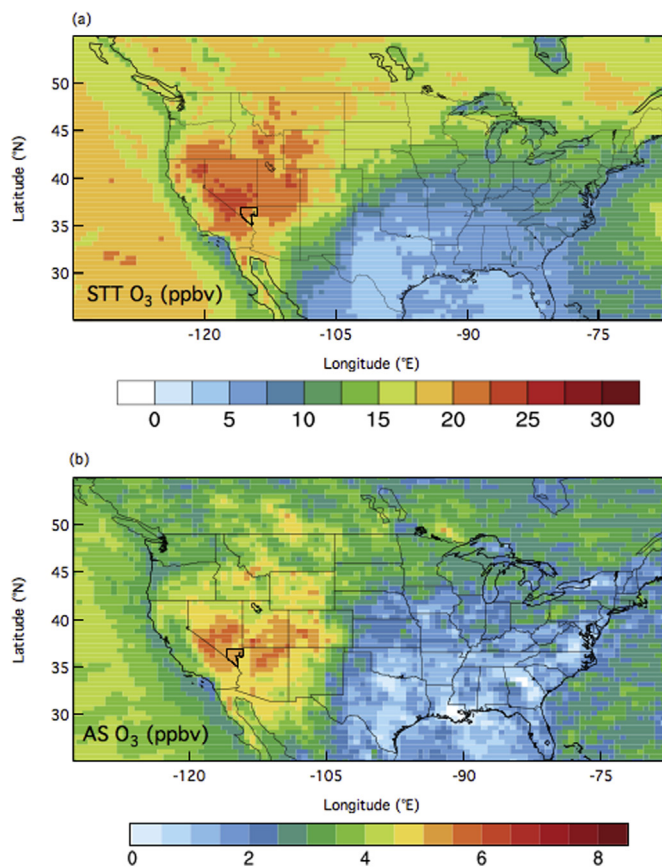 (a)
55
50
45
40
35
30
Latitude (°N)
STT O₃ (ppbv)
-120 -105 -90 -75
Longitude (°E)
0 5 10 15 20 25 30
(b)
55
50
45
40
35
30
Latitude (°N)
AS O₃ (ppbv)
-120 -105 -90 -75
Longitude (°E)
0 2 4 6 8